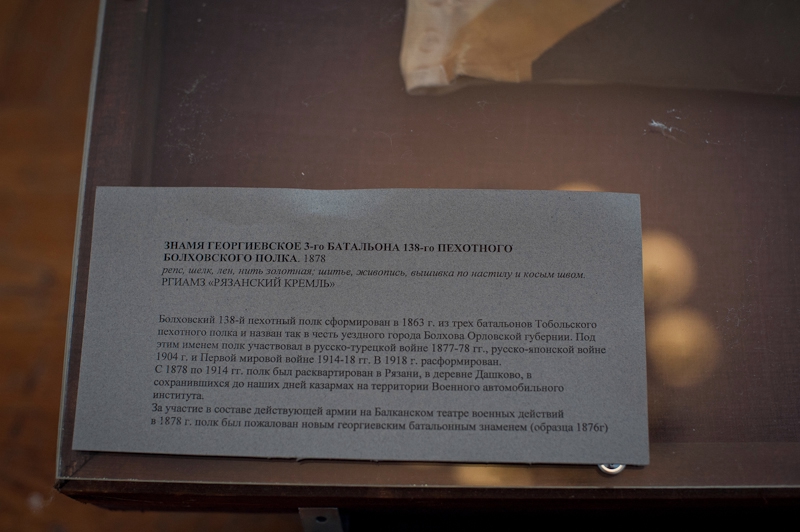 ЗНАМЯ ГЕОРГИЕВСКОЕ 3-го БАТАЛЬОНА 138-го ПЕХОТНОГО
БОЛХОВСКОГО ПОЛКА. 1878
репс, шелк, лен, нить золотная; шитье, живопись, вышивка по настилу и косым швом.
РГИАМЗ «РЯЗАНСКИЙ КРЕМЛЬ»
Болховский 138-й пехотный полк сформирован в 1863 г. из трех батальонов Тобольского
пехотного полка и назван так в честь уездного города Болхова Орловской губернии. Под
этим именем полк участвовал в русско-турецкой войне 1877-78 гг., русско-японской войне
1904 г. и Первой мировой войне 1914-18 гг. В 1918 г. расформирован.
С 1878 по 1914 гг. полк был расквартирован в Рязани, в деревне Дашково, в
сохранившихся до наших дней казармах на территории Военного автомобильного
института.
За участие в составе действующей армии на Балканском театре военных действий
в 1878 г. полк был пожалован новым георгиевским батальонным знаменем (образца 1876г)